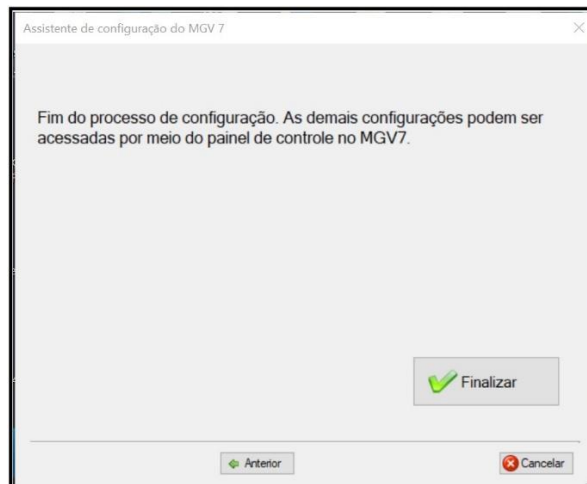 Assistente de configuração do MGV 7
Fim do processo de configuração. As demais configurações podem ser
acessadas por meio do painel de controle no MGV7.
Finalizar
Anterior
Cancelar